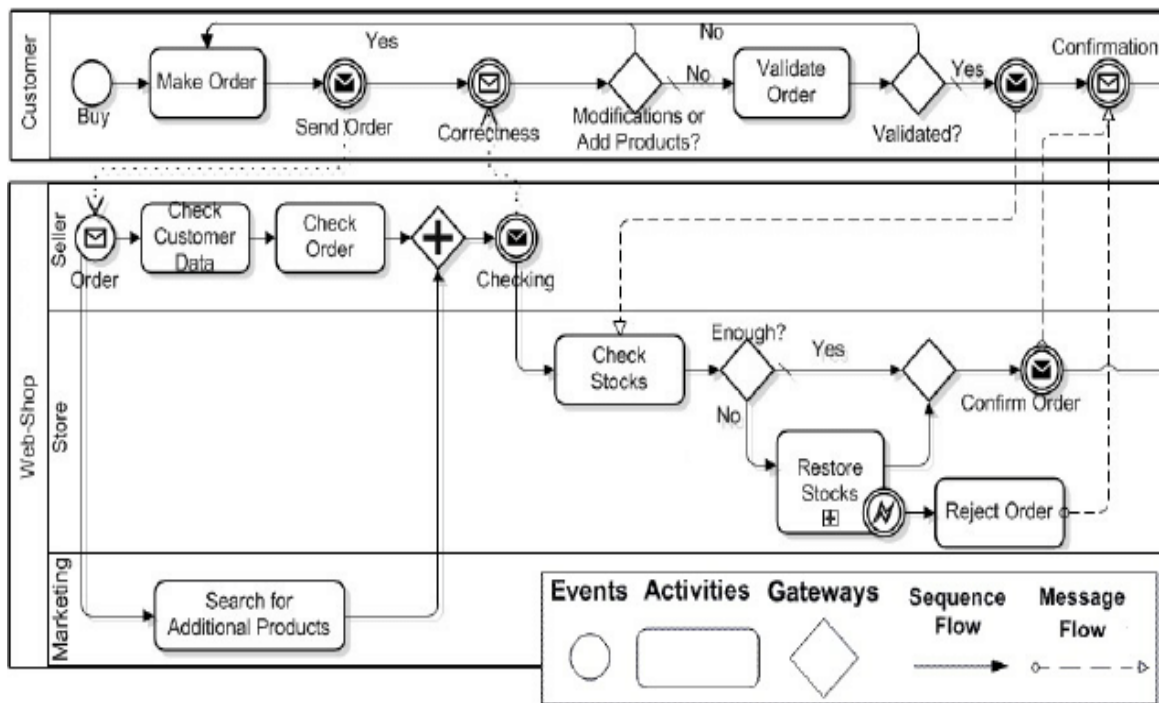 Customer
Buy
Make Order
Yes
Send Order
Correctness
No
Modifications or
Add Products?
No
Validate
Order
Validated?
Yes
Confirmation
Web-Shop
Seller
Order
Check
Customer
Data
Check
Order
Checking
Store
Check
Stocks
Enough?
Yes
No
Restore
Stocks
Confirm Order
Reject Order
Marketing
Search for
Additional Products
Events
Activities
Gateways
Sequence
Flow
Message
Flow